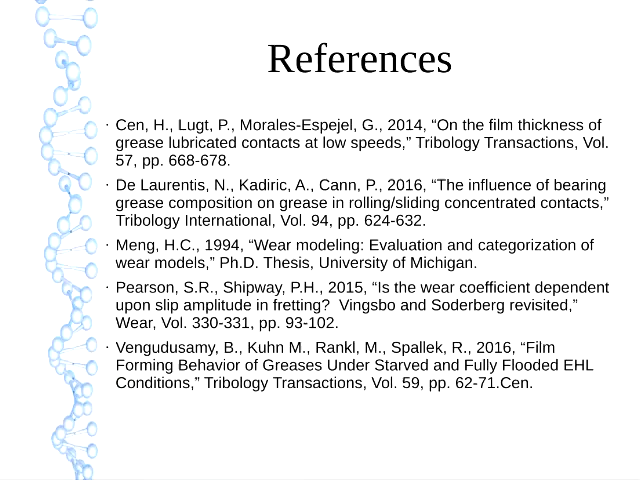 References
· Cen, H., Lugt, P., Morales-Espejel, G., 2014, “On the film thickness of
grease lubricated contacts at low speeds,” Tribology Transactions, Vol.
57, pp. 668-678.
· De Laurentis, N., Kadiric, A., Cann, P., 2016, “The influence of bearing
grease composition on grease in rolling/sliding concentrated contacts,”
Tribology International, Vol. 94, pp. 624-632.
· Meng, H.C., 1994, “Wear modeling: Evaluation and categorization of
wear models,” Ph.D. Thesis, University of Michigan.
· Pearson, S.R., Shipway, P.H., 2015, “Is the wear coefficient dependent
upon slip amplitude in fretting?  Vingsbo and Soderberg revisited,”
Wear, Vol. 330-331, pp. 93-102.
· Vengudusamy, B., Kuhn M., Rankl, M., Spallek, R., 2016, “Film
Forming Behavior of Greases Under Starved and Fully Flooded EHL
Conditions,” Tribology Transactions, Vol. 59, pp. 62-71.Cen.